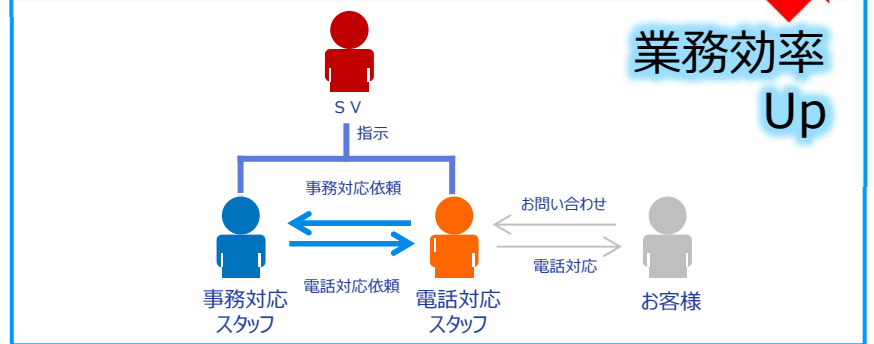 業務効率
Up
ＳＶ
指示
事務対応依頼
お問い合わせ
電話対応
電話対応依頼
事務対応
スタッフ
電話対応
スタッフ
お客様